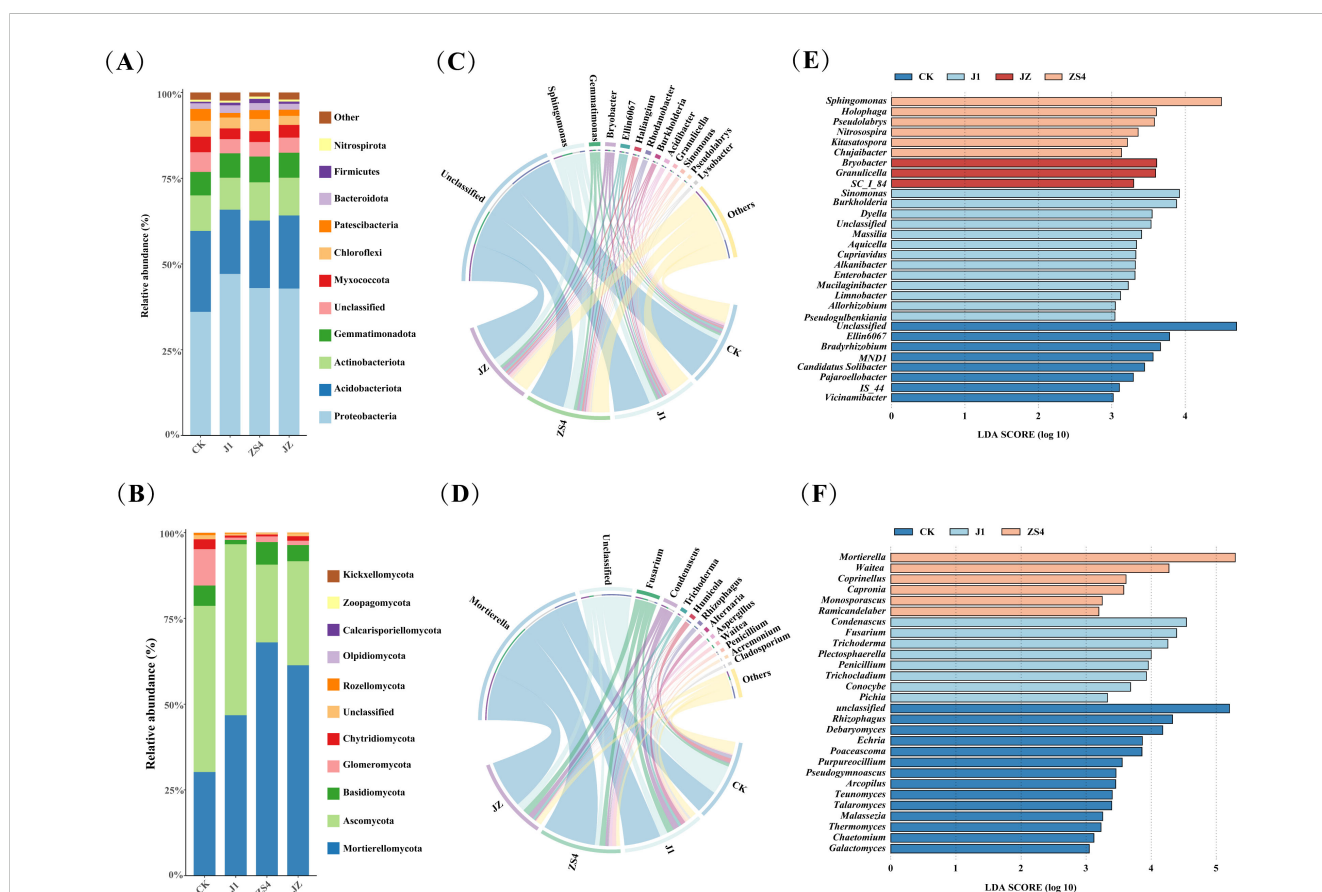 (A)
100%
75%
50%
25%
0%
Relative abundance (%)
CK
J1
ZS4
JZ
Other
Nitrospirota
Firmicutes
Bacteroidota
Patescibacteria
Chloroflexi
Myxococcota
Unclassified
Gemmatimonadota
Actinobacteriota
Acidobacteriota
Proteobacteria
(C)
Unclassified
Sphingomonas
Gemmatimonas
Bryobacter
Ellin6067
Haliangium
Rhodanobacter
Burkholderia
Acidibacter
Granulicella
Sinomonas
Pseudolabrys
Lysobacter
Others
CK
J1
ZS4
JZ
(E)
CK
J1
JZ
ZS4
Sphingomonas
Holophaga
Pseudolabrys
Nitrosospira
Kitasatospora
Chujaibacter
Bryobacter
Granulicella
SC_I_84
Sinomonas
Burkholderia
Dyella
Unclassified
Massilia
Aquicella
Cupriavidus
Alkanibacter
Enterobacter
Mucilaginibacter
Limnobacter
Allorhizobium
Pseudogulbenkiania
Unclassified
Ellin6067
Bradyrhizobium
MND1
Candidatus Solibacter
Pajaroellobacter
IS_44
Vicinamibacter
0 1 2 3 4
LDA SCORE (log 10)
(B)
100%
75%
50%
25%
0%
Relative abundance (%)
CK
J1
ZS4
JZ
Kickxellomycota
Zoopagomycota
Calcarisporiellomycota
Olpidiomycota
Rozellomycota
Unclassified
Chytridiomycota
Glomeromycota
Basidiomycota
Ascomycota
Mortierellomycota
(D)
Mortierella
Unclassified
Fusarium
Condenascus
Trichoderma
Humicola
Rhizophagus
Alternaria
Aspergillus
Waitea
Penicillium
Acremonium
Cladosporium
Others
CK
J1
ZS4
JZ
(F)
CK
J1
ZS4
Mortierella
Waitea
Coprinellus
Capronia
Monosporascus
Ramicandelaber
Condenascus
Fusarium
Trichoderma
Plectosphaerella
Penicillium
Trichocladium
Conocybe
Pichia
unclassified
Rhizophagus
Debaryomyces
Echria
Poaceascoma
Purpureocillium
Pseudogymnoascus
Arcopilus
Teunomyces
Talaromyces
Malassezia
Thermomyces
Chaetomium
Galactomyces
0 1 2 3 4 5
LDA SCORE (log 10)